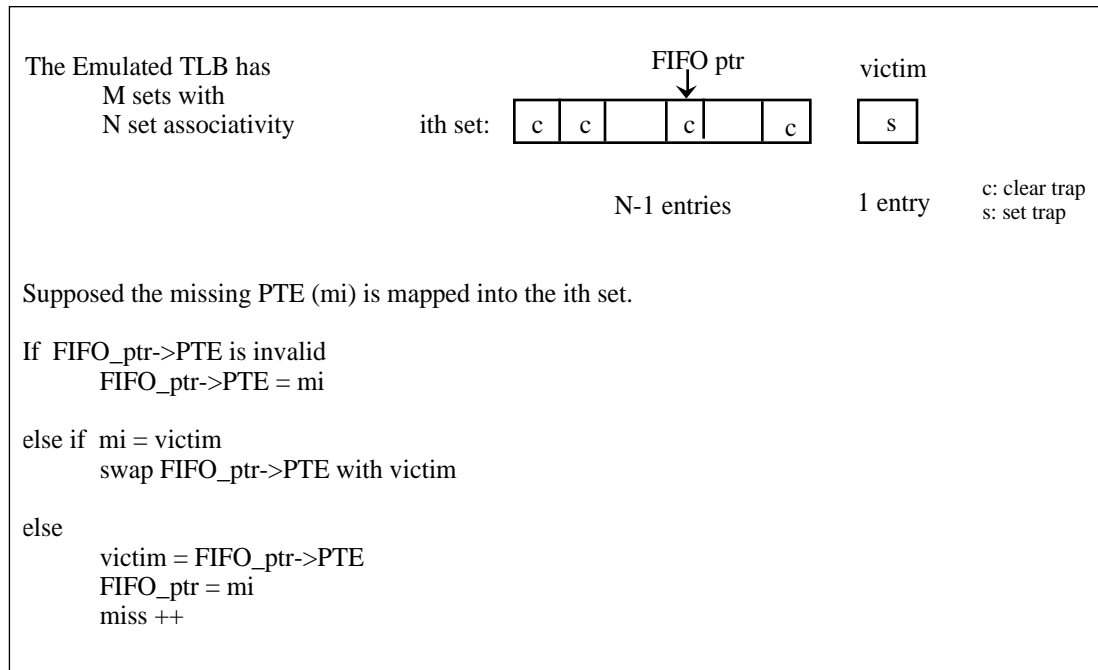 The Emulated TLB has
M sets with
N set associativity
FIFO ptr
victim
ith set:
c c c c
s
N-1 entries
1 entry
c: clear trap
s: set trap
Supposed the missing PTE (mi) is mapped into the ith set.
If FIFO_ptr->PTE is invalid
FIFO_ptr->PTE = mi
else if mi = victim
swap FIFO_ptr->PTE with victim
else
victim = FIFO_ptr->PTE
FIFO_ptr = mi
miss ++